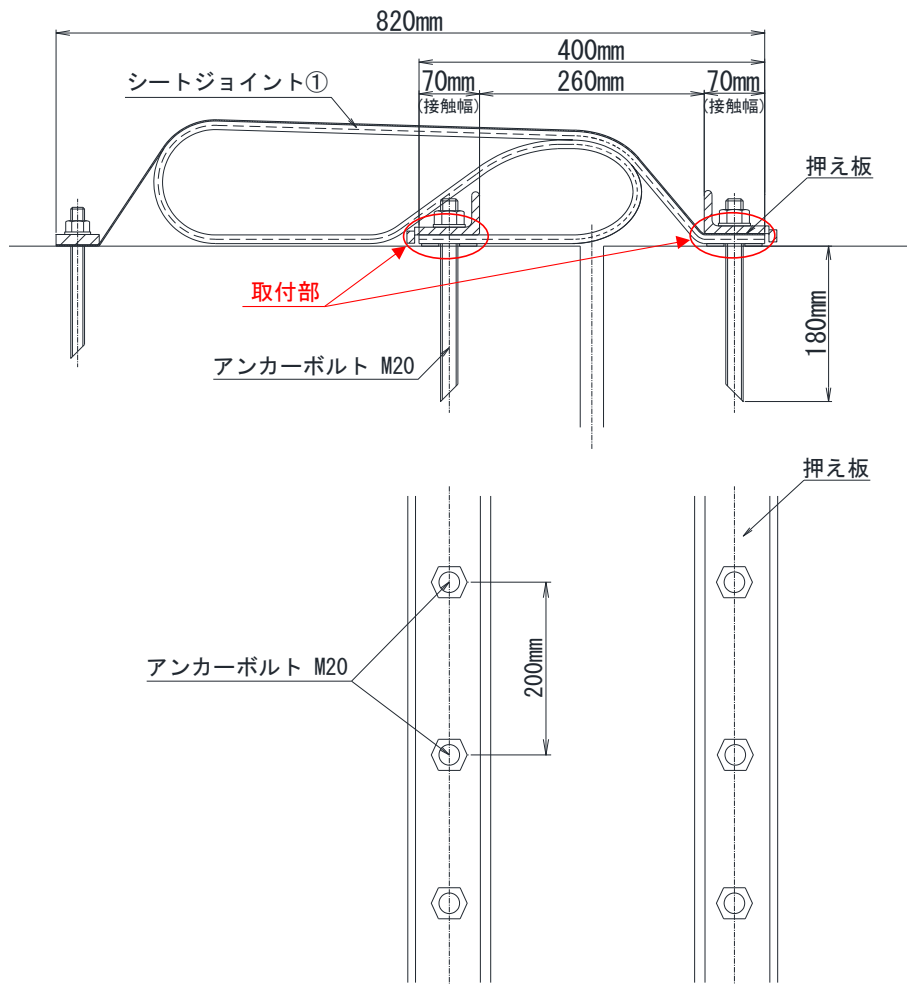 820mm
400mm
70mm
260mm
70mm
(接触幅)
(接触幅)
シートジョイント①
押え板
取付部
アンカーボルト M20
180mm
押え板
アンカーボルト M20
200mm